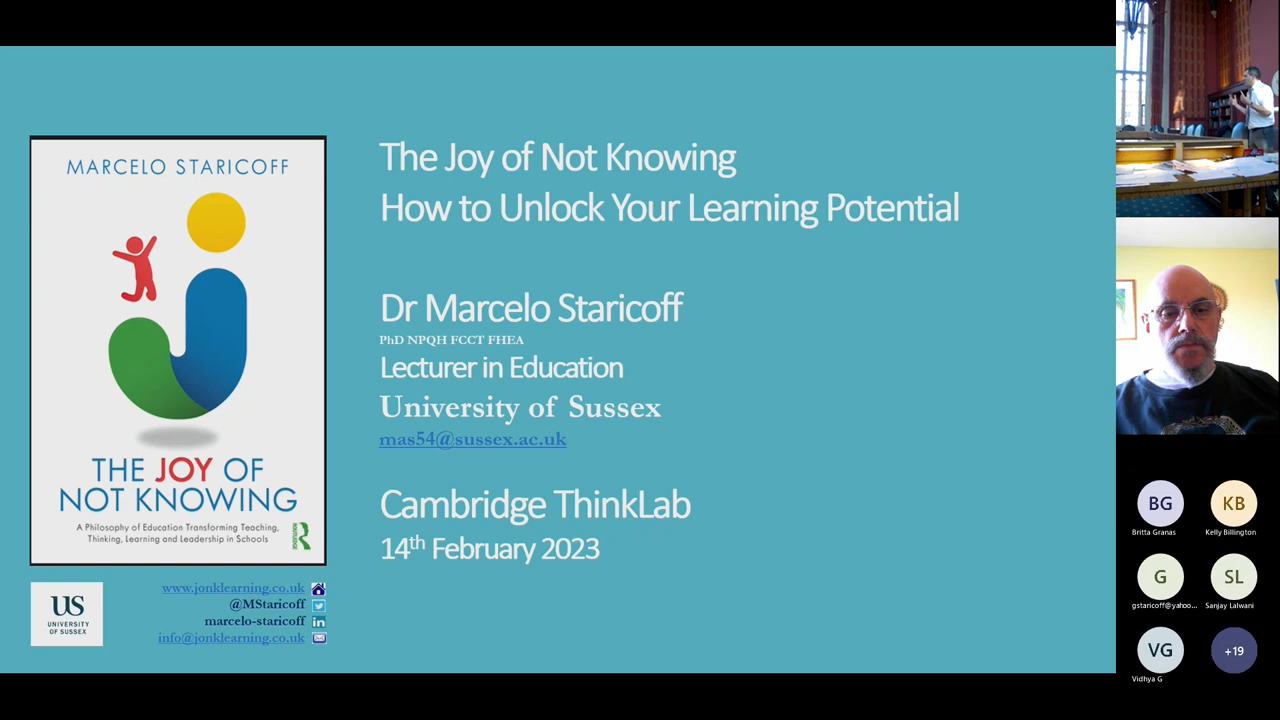 MARCELO STARICOFF
THE JOY OF
NOT KNOWING
A Philosophy of Education Transforming Teaching,
Thinking, Learning and Leadership in Schools
ROUTLEDGE
US
UNIVERSITY
OF SUSSEX
www.jonklearning.co.uk
@MStaricoff
marcelo-staricoff
info@jonklearning.co.uk
The Joy of Not Knowing
How to Unlock Your Learning Potential
Dr Marcelo Staricoff
PhD NPQH FCCT FHEA
Lecturer in Education
University of Sussex
mas54@sussex.ac.uk
Cambridge ThinkLab
14th February 2023
BG
Britta Granas
KB
Kelly Billington
G
gstaricoff@yahoo...
SL
Sanjay Lalwani
VG
Vidhya G
+19